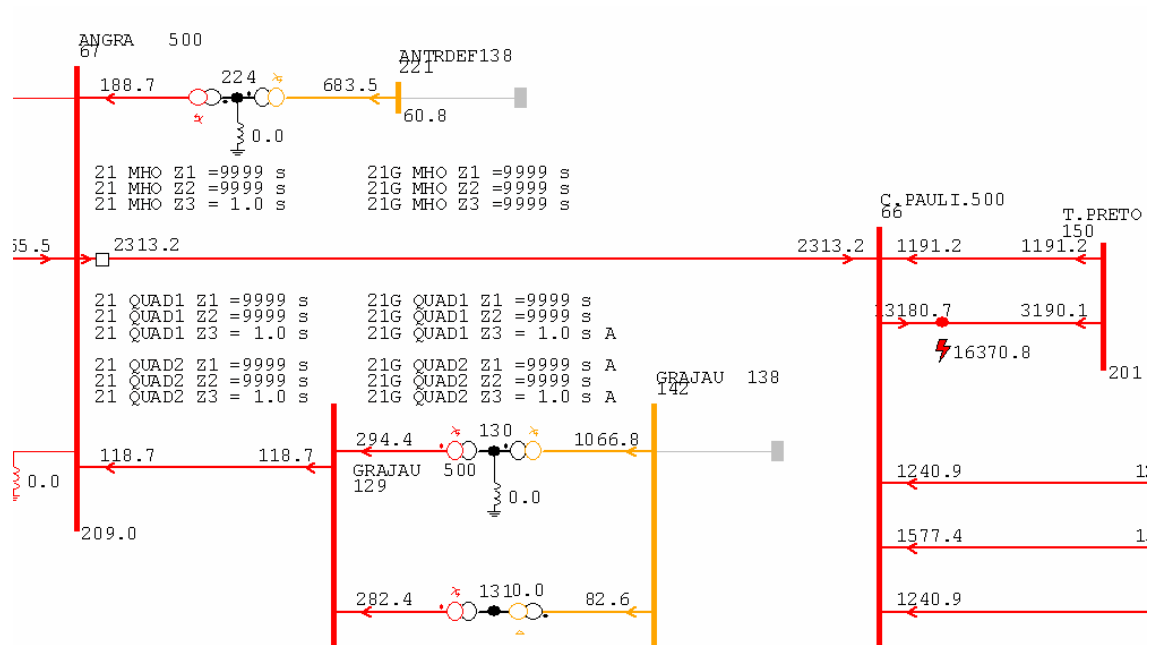 ANGRA 500
67
188.7
224
683.5
ANTRDEF138
221
60.8
0.0
21 MHO Z1 =9999 s
21 MHO Z2 =9999 s
21 MHO Z3 = 1.0 s
21G MHO Z1 =9999 s
21G MHO Z2 =9999 s
21G MHO Z3 =9999 s
C.PAULI.500
66
T.PRETO
150
55.5
2313.2
2313.2
1191.2
1191.2
21 QUAD1 Z1 =9999 s
21 QUAD1 Z2 =9999 s
21 QUAD1 Z3 = 1.0 s
21G QUAD1 Z1 =9999 s
21G QUAD1 Z2 =9999 s
21G QUAD1 Z3 = 1.0 s A
13180.7
3190.1
16370.8
21 QUAD2 Z1 =9999 s
21 QUAD2 Z2 =9999 s
21 QUAD2 Z3 = 1.0 s
21G QUAD2 Z1 =9999 s A
21G QUAD2 Z2 =9999 s
21G QUAD2 Z3 = 1.0 s A
201
GRAJAU 138
142
118.7
118.7
294.4
130
1066.8
GRAJAU 500
129
0.0
0.0
209.0
1240.9
1577.4
1240.9
282.4
1310.0
82.6